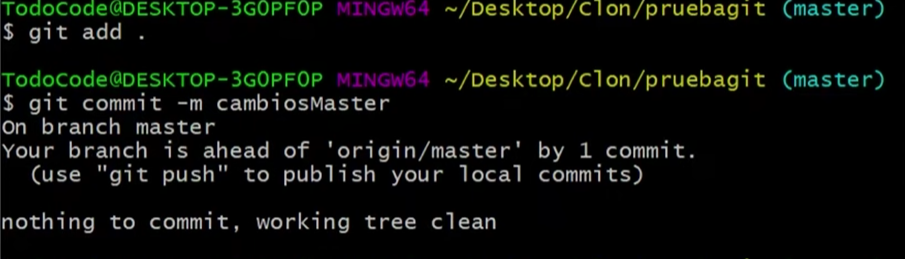 TodoCode@DESKTOP-3G0PF0P MINGW64 ~/Desktop/Clon/pruebagit (master)
$ git add .
TodoCode@DESKTOP-3G0PF0P MINGW64 ~/Desktop/Clon/pruebagit (master)
$ git commit -m cambiosMaster
On branch master
Your branch is ahead of 'origin/master' by 1 commit.
  (use "git push" to publish your local commits)
nothing to commit, working tree clean